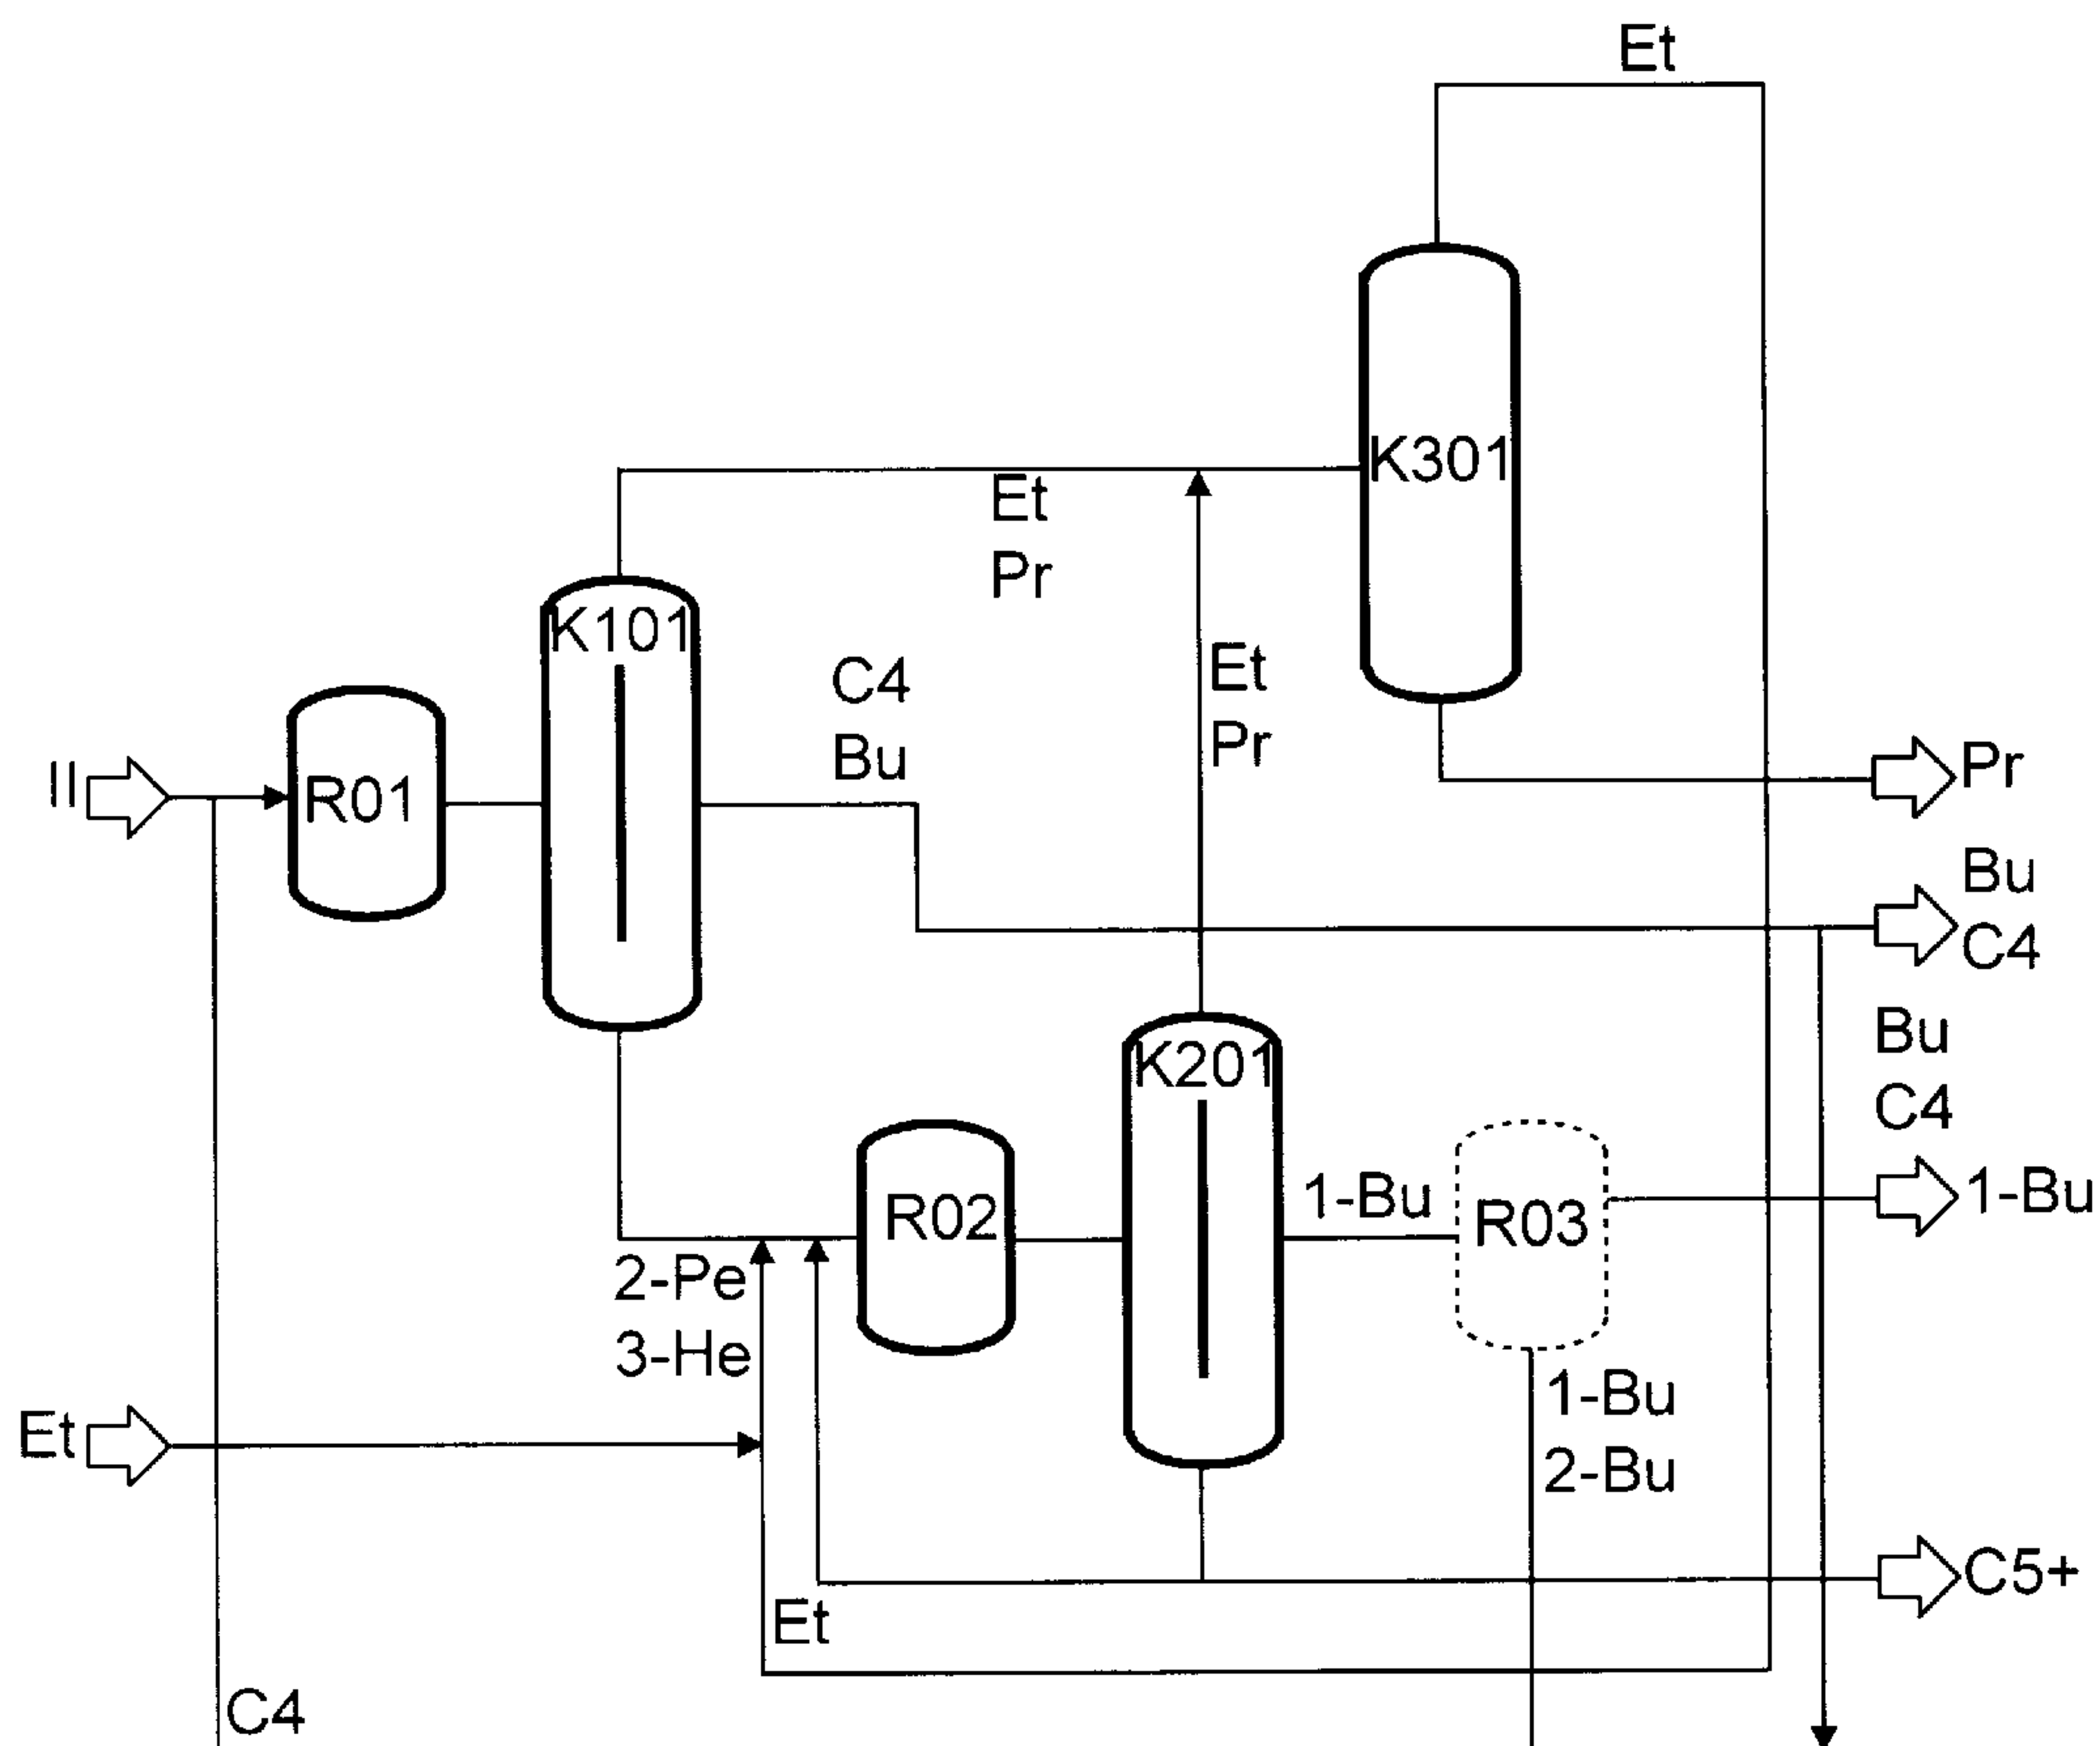 Et
K301
Et
Pr
K101
C4
Bu
Et
Pr
II
R01
Pr
Bu
C4
Bu
C4
K201
1-Bu
R02
R03
1-Bu
2-Pe
3-He
1-Bu
2-Bu
Et
C5+
Et
C4